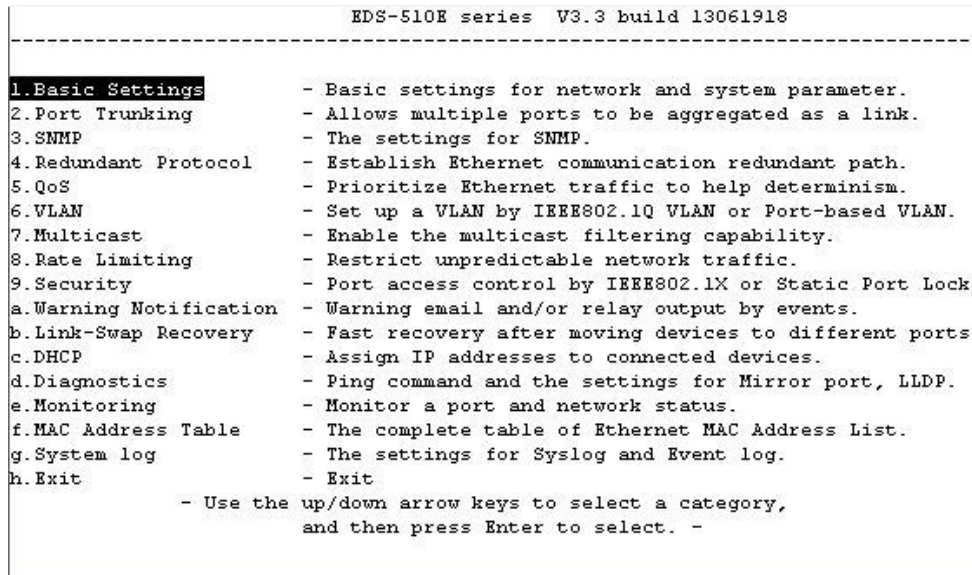 EDS-510E series V3.3 build 13061918
--------------------------------------------------------------------------------
1.Basic Settings - Basic settings for network and system parameter.
2.Port Trunking - Allows multiple ports to be aggregated as a link.
3.SNMP - The settings for SNMP.
4.Redundant Protocol - Establish Ethernet communication redundant path.
5.QoS - Prioritize Ethernet traffic to help determinism.
6.VLAN - Set up a VLAN by IEEE802.1Q VLAN or Port-based VLAN.
7.Multicast - Enable the multicast filtering capability.
8.Rate Limiting - Restrict unpredictable network traffic.
9.Security - Port access control by IEEE802.1X or Static Port Lock
a.Warning Notification - Warning email and/or relay output by events.
b.Link-Swap Recovery - Fast recovery after moving devices to different ports
c.DHCP - Assign IP addresses to connected devices.
d.Diagnostics - Ping command and the settings for Mirror port, LLDP.
e.Monitoring - Monitor a port and network status.
f.MAC Address Table - The complete table of Ethernet MAC Address List.
g.System log - The settings for Syslog and Event log.
h.Exit - Exit
- Use the up/down arrow keys to select a category,
and then press Enter to select. -